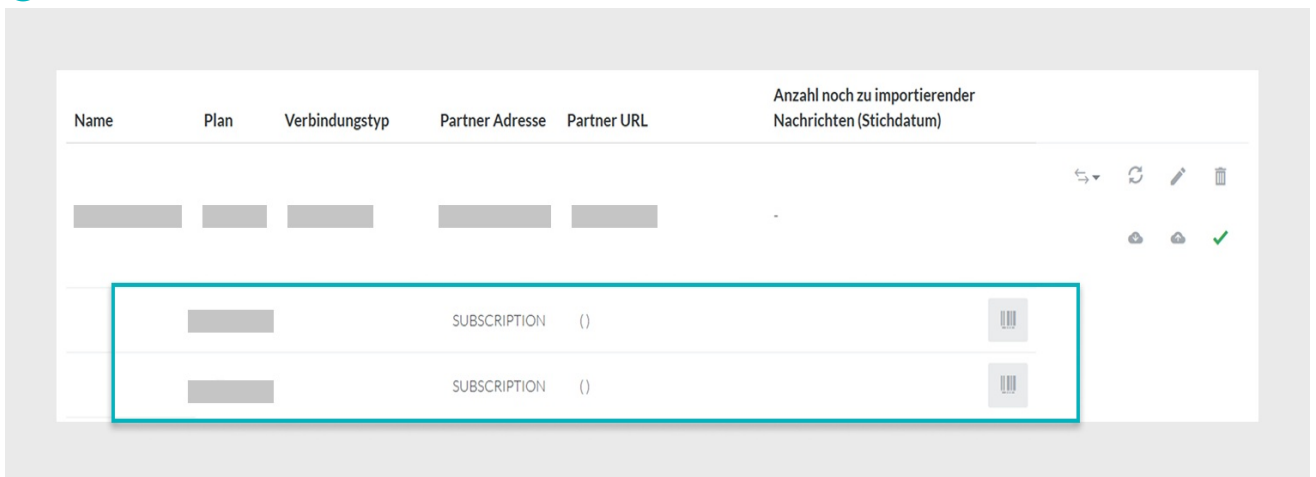 Anzahl noch zu importierender
Name Plan Verbindungstyp Partner Adresse Partner URL Nachrichten (Stichdatum)
-
SUBSCRIPTION ()
SUBSCRIPTION ()